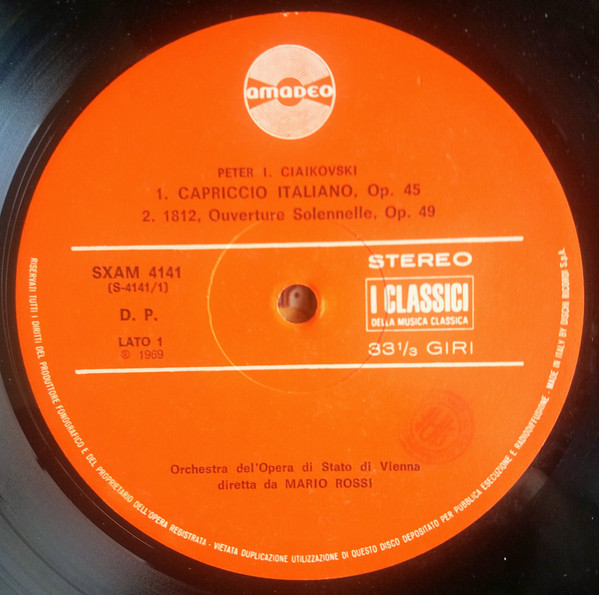 amaDEO
PETER I. CIAIKOVSKI
1. CAPRICCIO ITALIANO, Op. 45
2. 1812, Ouverture Solennelle, Op. 49
SXAM 4141
(S-4141/1)
D. P.
LATO 1
℗ 1969
STEREO
I CLASSICI
DELLA MUSICA CLASSICA
33 1/3 GIRI
Orchestra del'Opera di Stato di Vienna
diretta da MARIO ROSSI
RISERVATI TUTTI I DIRITTI DEL PRODUTTORE FONOGRAFICO E DEL PROPRIETARIO DELL'OPERA REGISTRATA - VIETATA DUPLICAZIONE UTILIZZAZIONE DI QUESTO DISCO DEPOSITATO PER PUBBLICA ESECUZIONE E RADIODIFFUSIONE - MADE IN ITALY BY DISCHI RICORDI S.p.A.